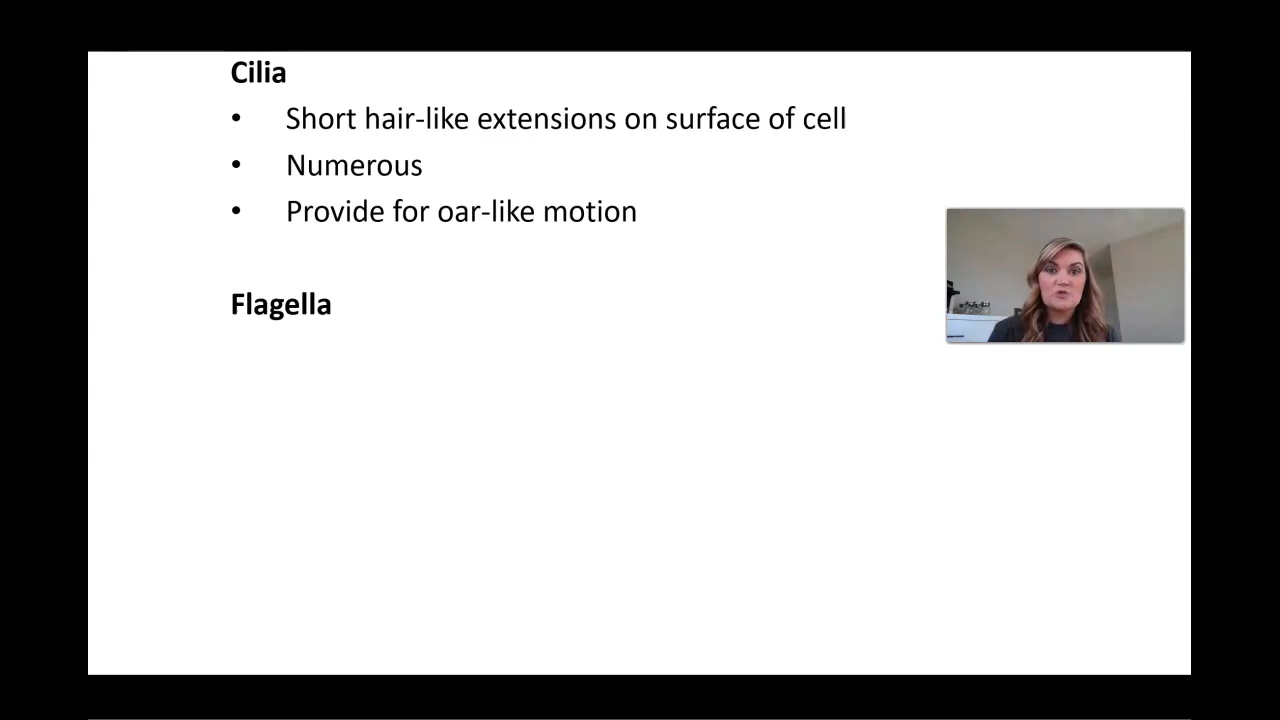 Cilia
• Short hair-like extensions on surface of cell
• Numerous
• Provide for oar-like motion
Flagella